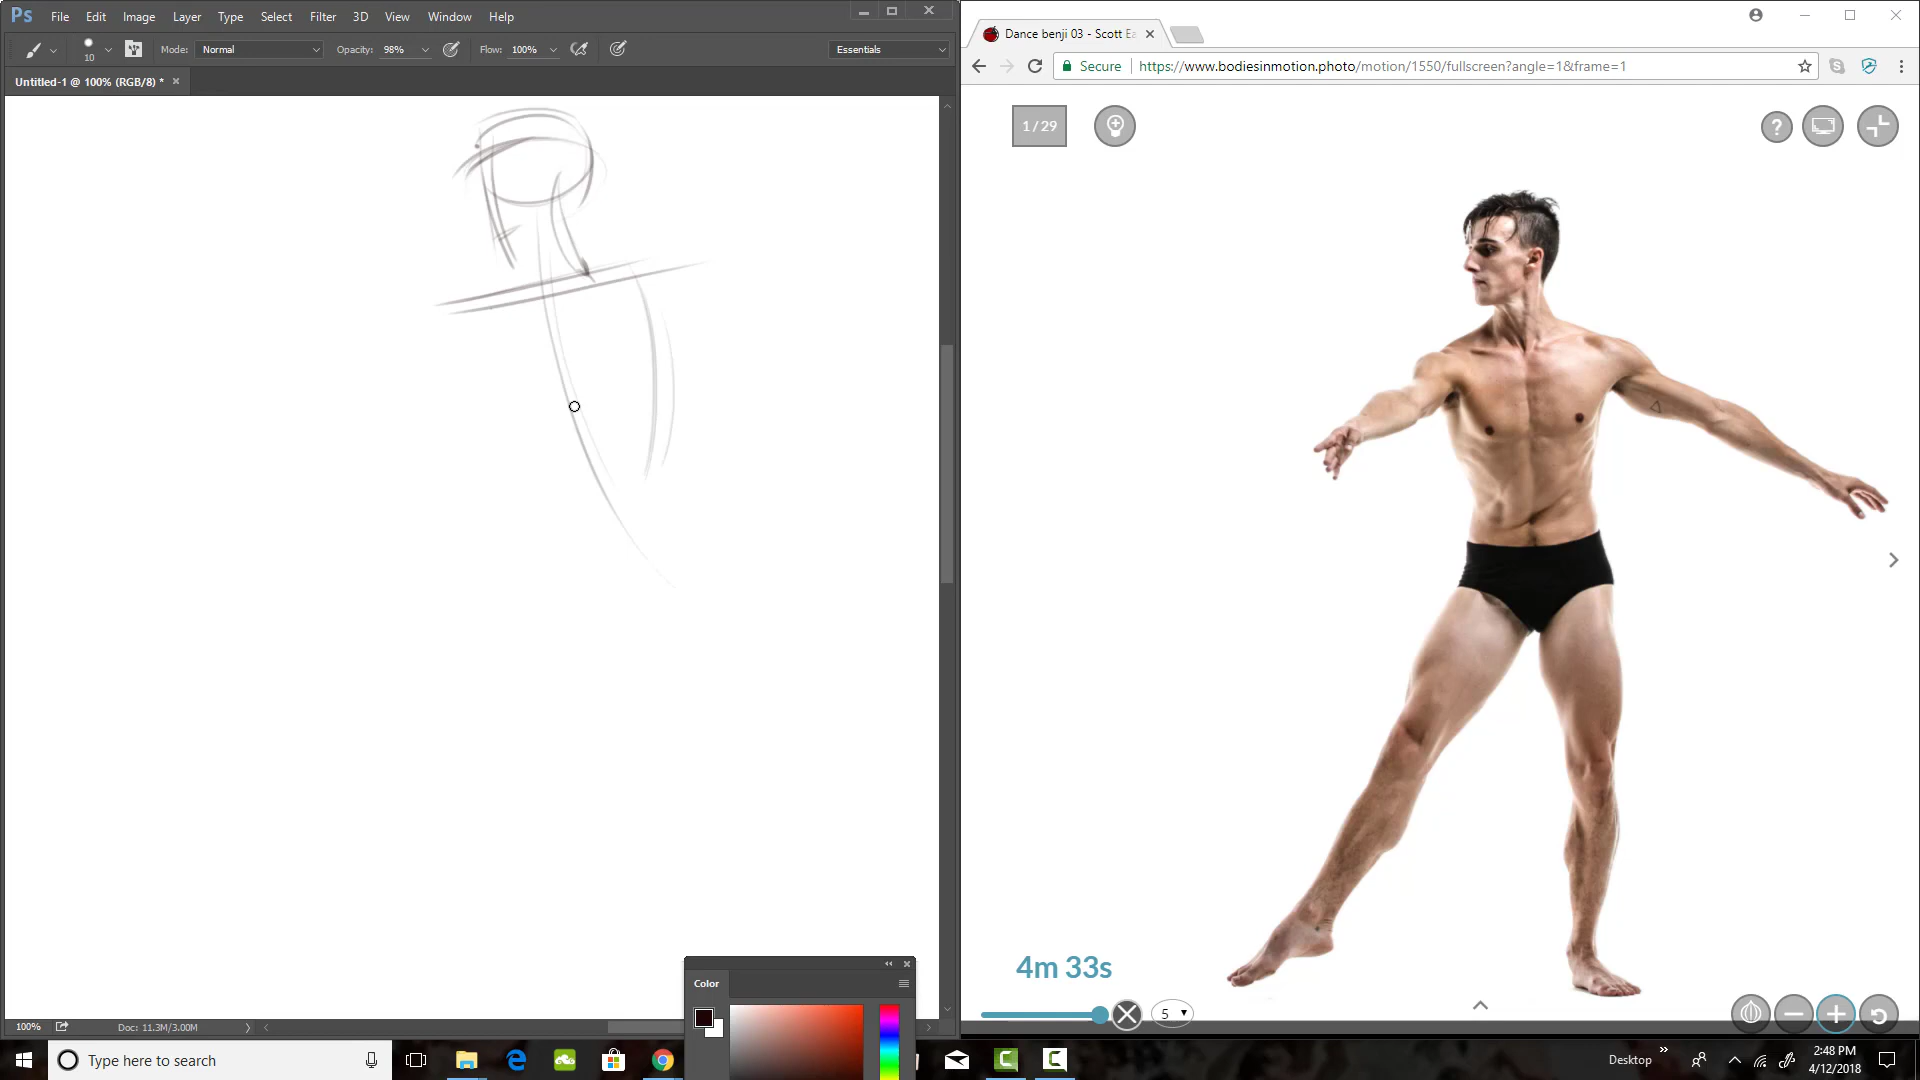 Ps File Edit Image Layer Type Select Filter 3D View Window Help
10 Mode: Normal Opacity: 98% Flow: 100% Essentials
Untitled-1 @ 100% (RGB/8) *
100% Doc: 11.3M/3.00M
Color
Dance benji 03 - Scott Ea
Secure https://www.bodiesinmotion.photo/motion/1550/fullscreen?angle=1&frame=1
1 / 29
?
4m 33s
5
Type here to search
Desktop
2:48 PM
4/12/2018